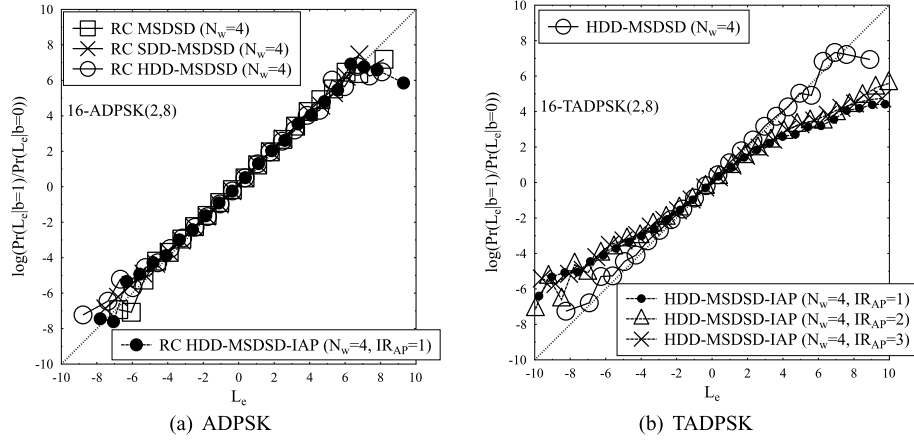 RC MSDSD (N_w=4)
RC SDD-MSDSD (N_w=4)
RC HDD-MSDSD (N_w=4)
16-ADPSK(2,8)
RC HDD-MSDSD-IAP (N_w=4, IR_AP=1)
log(Pr(L_e|b=1)/Pr(L_e|b=0))
10
8
6
4
2
0
-2
-4
-6
-8
-10
-10 -8 -6 -4 -2 0 2 4 6 8 10
L_e
(a) ADPSK
HDD-MSDSD (N_w=4)
16-TADPSK(2,8)
HDD-MSDSD-IAP (N_w=4, IR_AP=1)
HDD-MSDSD-IAP (N_w=4, IR_AP=2)
HDD-MSDSD-IAP (N_w=4, IR_AP=3)
log(Pr(L_e|b=1)/Pr(L_e|b=0))
10
8
6
4
2
0
-2
-4
-6
-8
-10
-10 -8 -6 -4 -2 0 2 4 6 8 10
L_e
(b) TADPSK